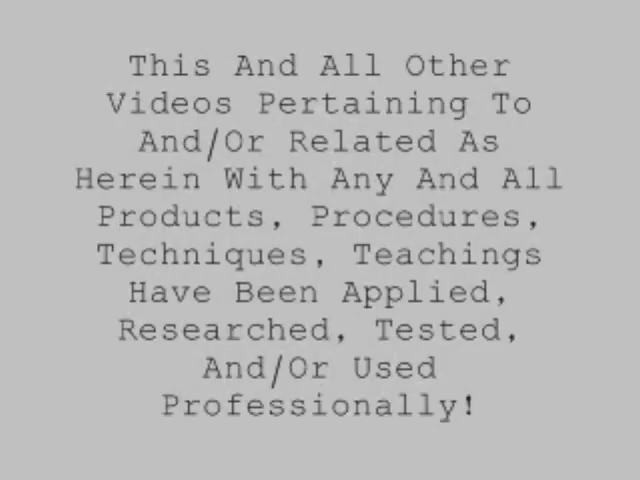 This And All Other
Videos Pertaining To
And/Or Related As
Herein With Any And All
Products, Procedures,
Techniques, Teachings
Have Been Applied,
Researched, Tested,
And/Or Used
Professionally!